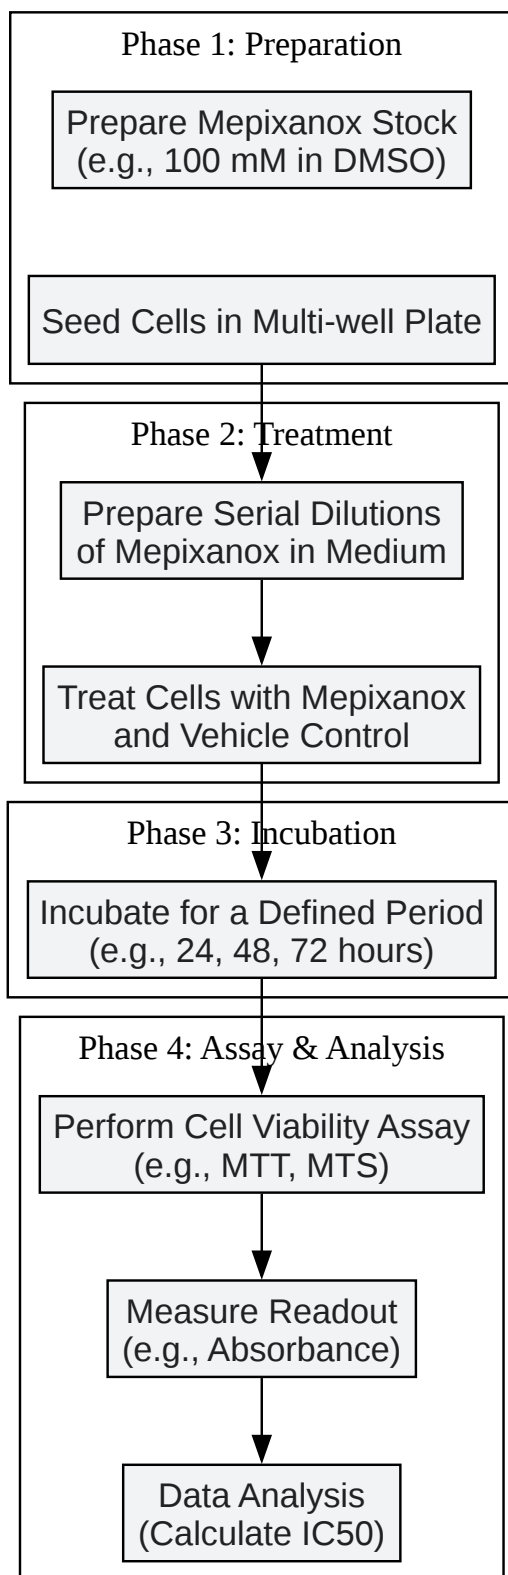 Phase 1: Preparation
Prepare Mepixanox Stock
(e.g., 100 mM in DMSO)
Seed Cells in Multi-well Plate
Phase 2: Treatment
Prepare Serial Dilutions
of Mepixanox in Medium
Treat Cells with Mepixanox
and Vehicle Control
Phase 3: Incubation
Incubate for a Defined Period
(e.g., 24, 48, 72 hours)
Phase 4: Assay & Analysis
Perform Cell Viability Assay
(e.g., MTT, MTS)
Measure Readout
(e.g., Absorbance)
Data Analysis
(Calculate IC50)